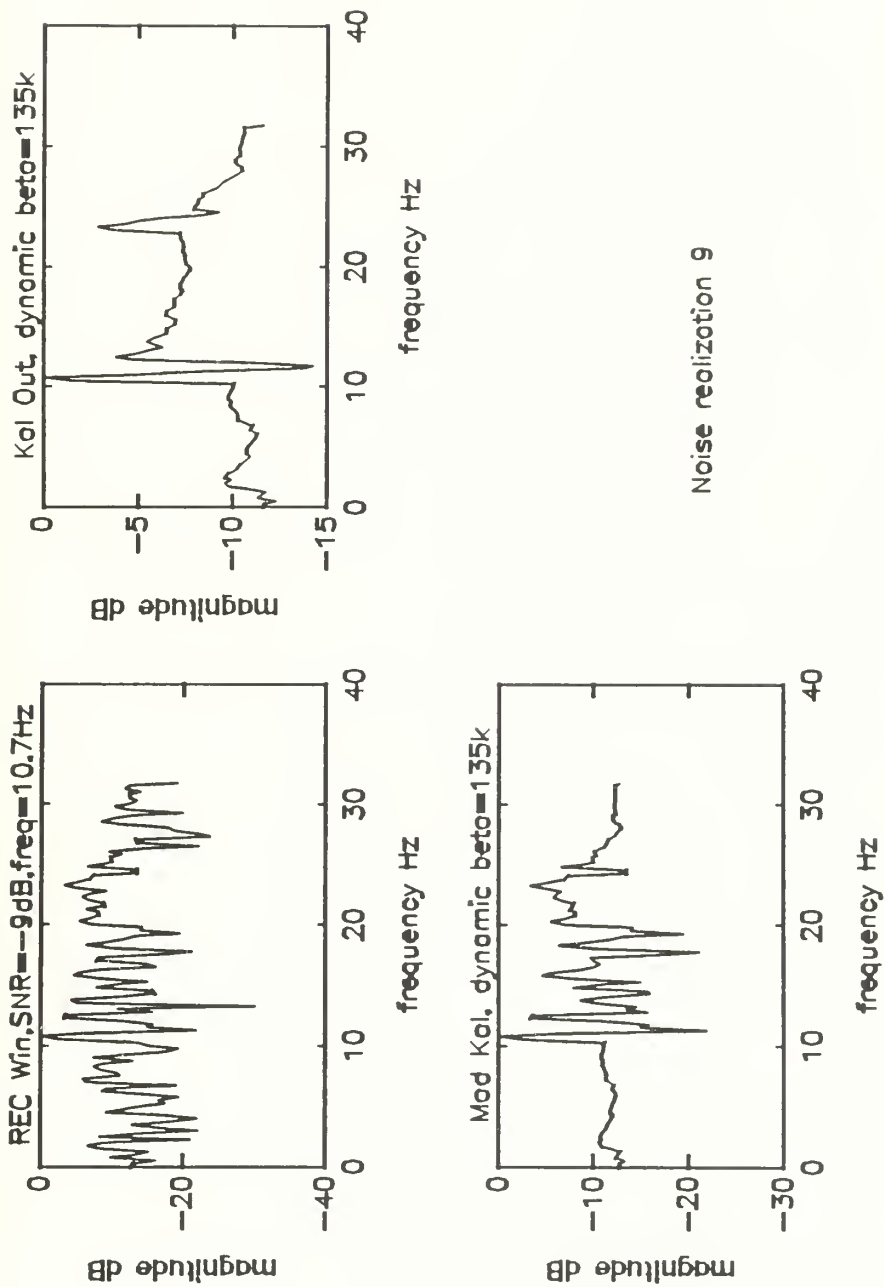 REC Win,SNR=-9dB,freq=10.7Hz
0
-20
-40
magnitude dB
0
10
20
30
40
frequency Hz
Kal Out, dynamic beta=135k
0
-5
-10
-15
magnitude dB
0
10
20
30
40
frequency Hz
Mod Kal, dynamic beta=135k
0
-10
-20
-30
magnitude dB
0
10
20
30
40
frequency Hz
Noise realization 9